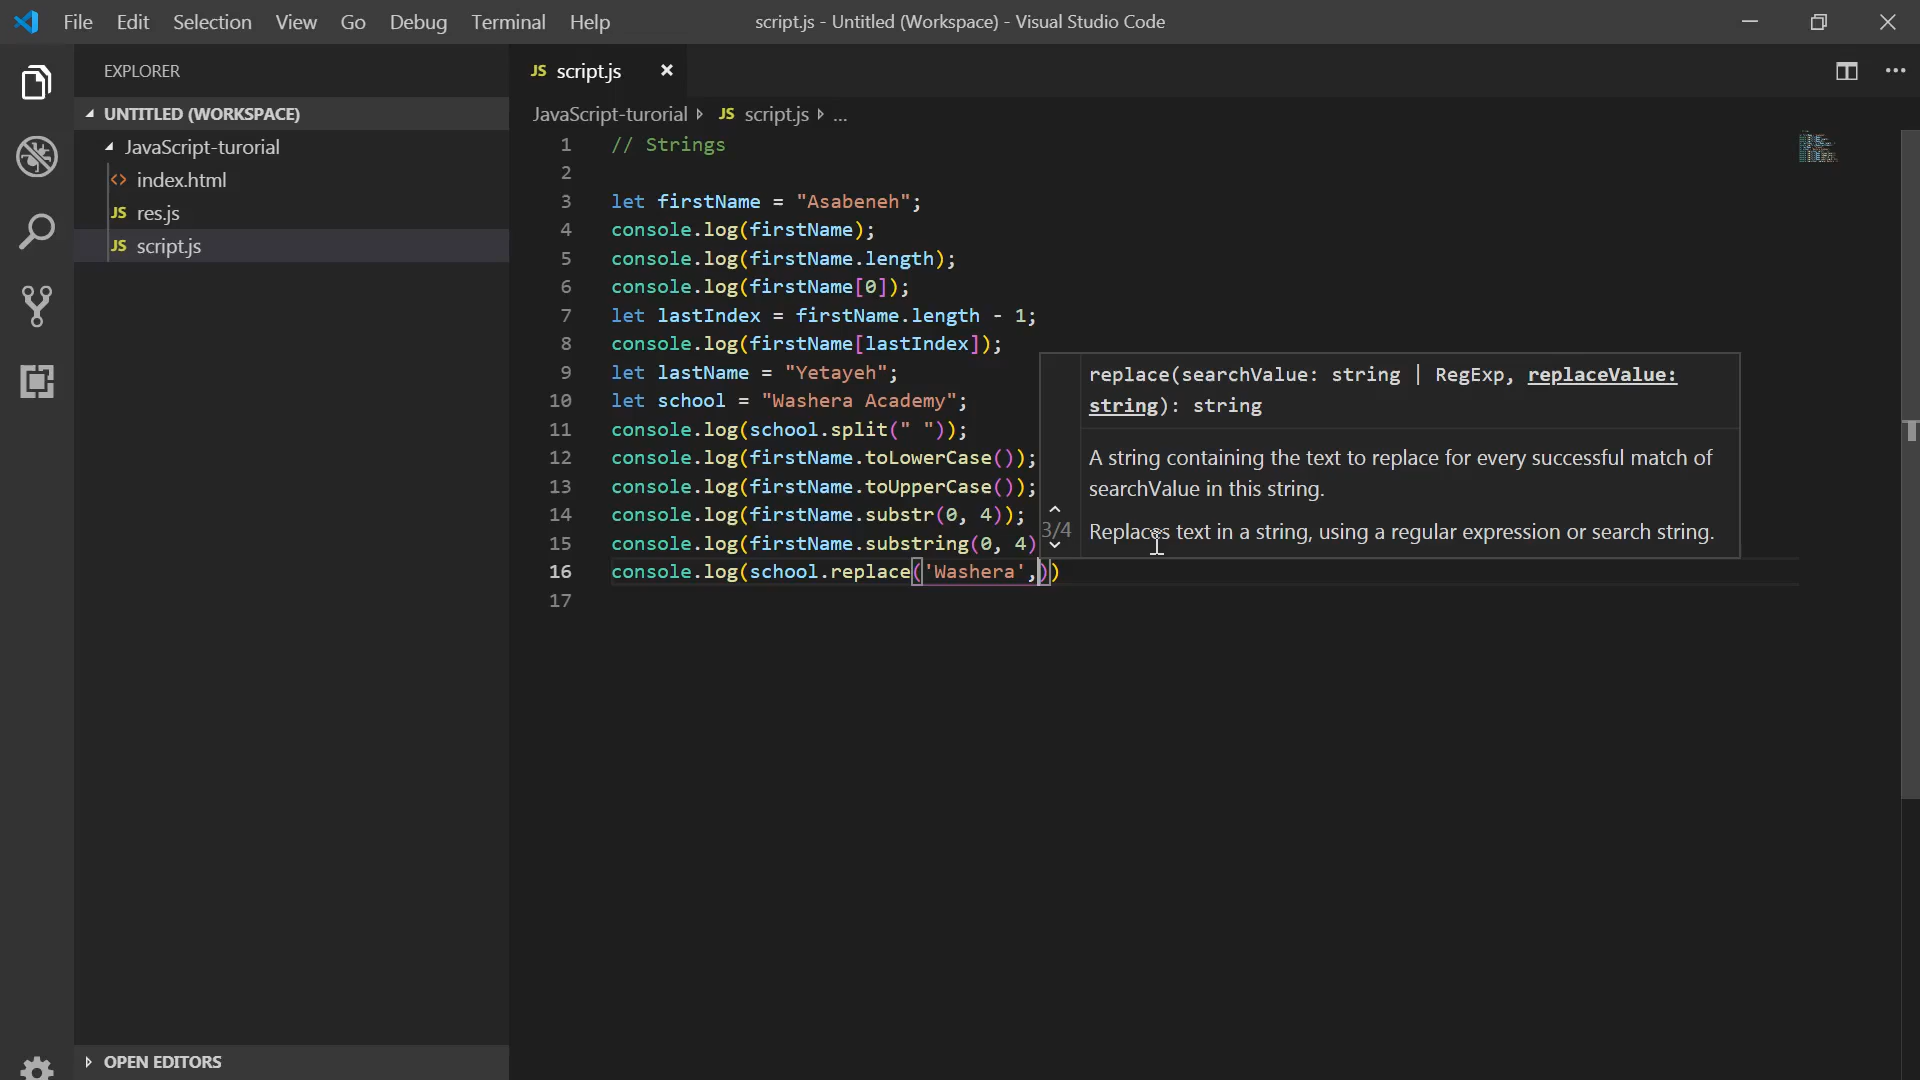 File Edit Selection View Go Debug Terminal Help
script.js - Untitled (Workspace) - Visual Studio Code
EXPLORER
UNTITLED (WORKSPACE)
JavaScript-turorial
<> index.html
JS res.js
JS script.js
OPEN EDITORS
JS script.js ×
JavaScript-turorial JS script.js ...
1 // Strings
2
3 let firstName = "Asabeneh";
4 console.log(firstName);
5 console.log(firstName.length);
6 console.log(firstName[0]);
7 let lastIndex = firstName.length - 1;
8 console.log(firstName[lastIndex]);
9 let lastName = "Yetayeh";
10 let school = "Washera Academy";
11 console.log(school.split(" "));
12 console.log(firstName.toLowerCase());
13 console.log(firstName.toUpperCase());
14 console.log(firstName.substr(0, 4));
15 console.log(firstName.substring(0, 4)
16 console.log(school.replace('Washera',))
17
replace(searchValue: string | RegExp, replaceValue:
string): string
A string containing the text to replace for every successful match of
searchValue in this string.
3/4
Replaces text in a string, using a regular expression or search string.